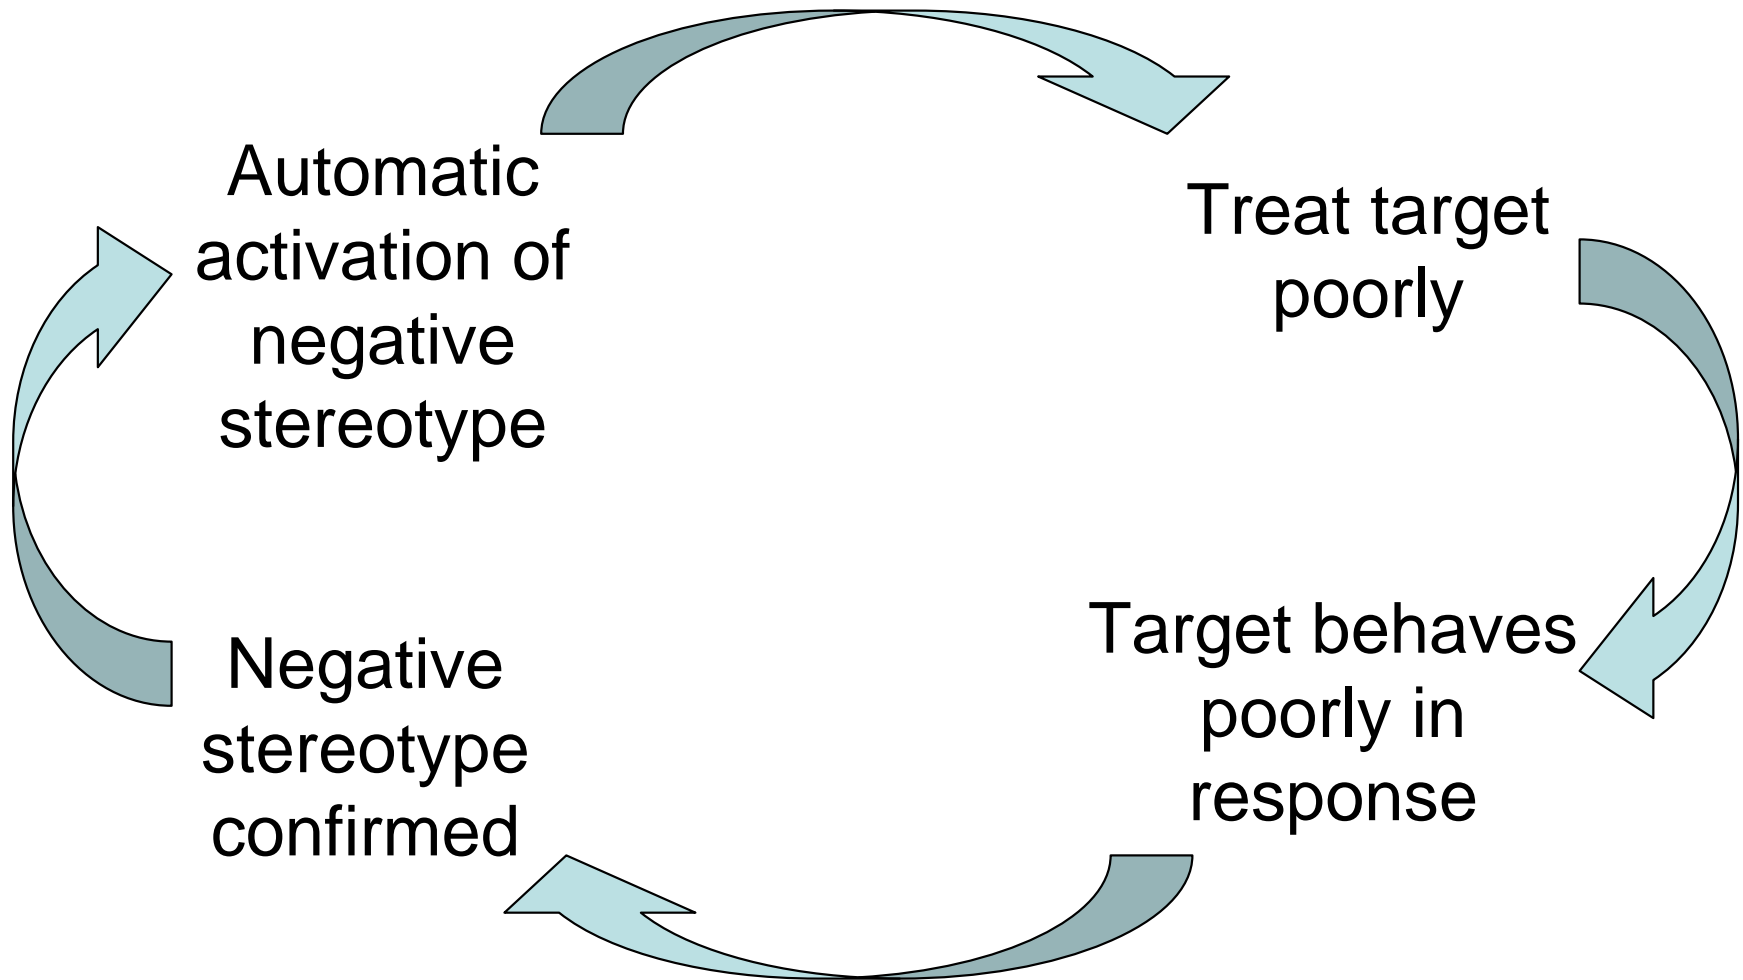 Automatic
activation of
negative
stereotype
Treat target
poorly
Target behaves
poorly in
response
Negative
stereotype
confirmed